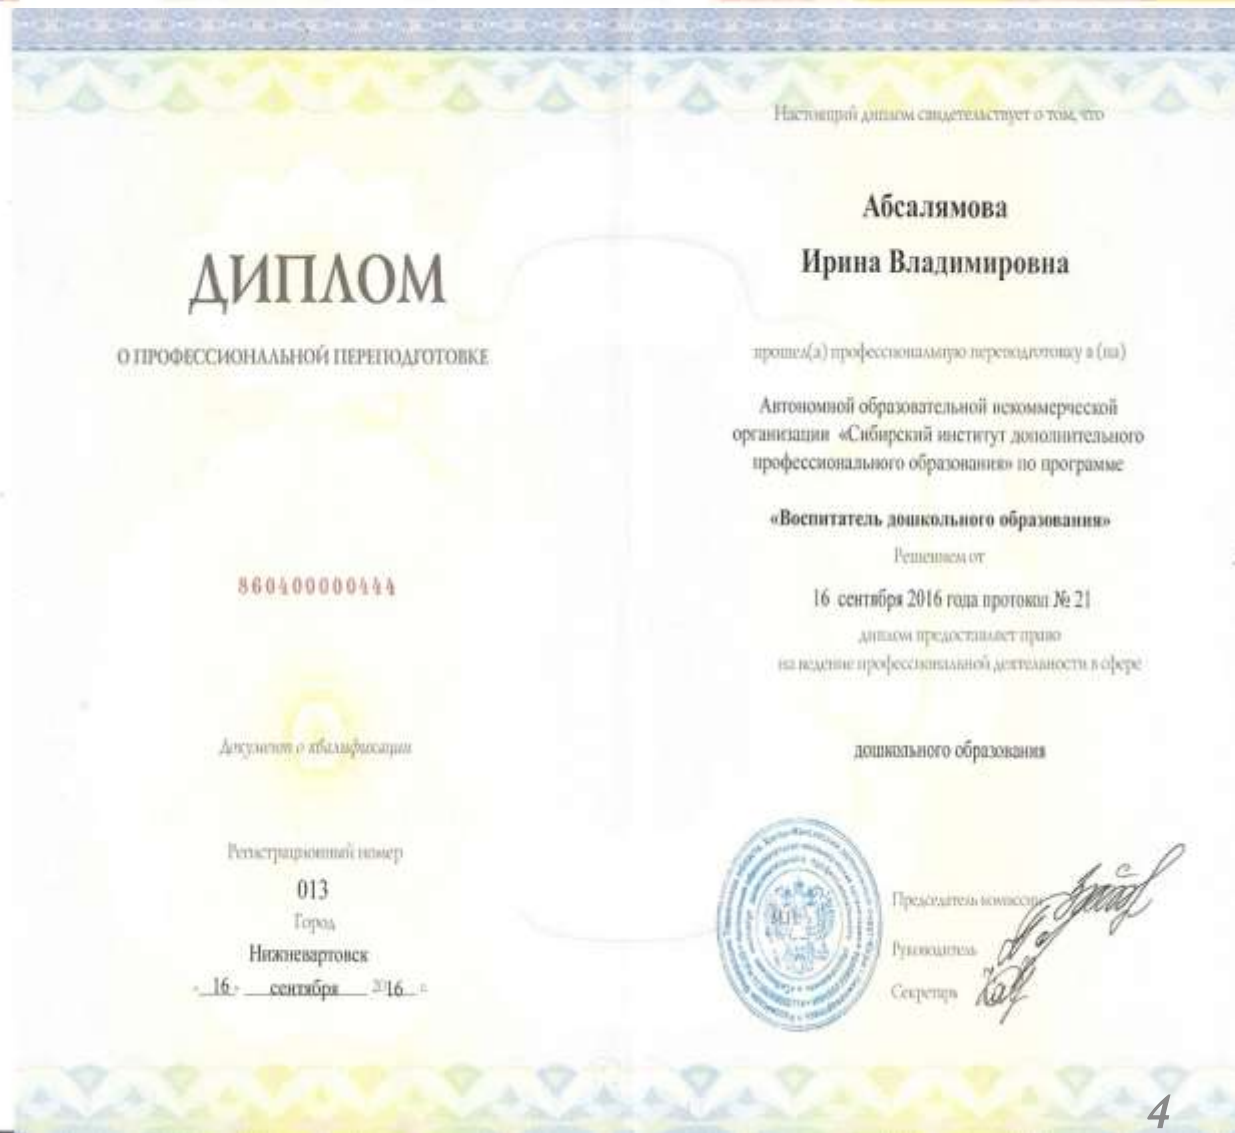 ДИПЛОМ
О ПРОФЕССИОНАЛЬНОЙ ПЕРЕПОДГОТОВКЕ
860400000444
Документ о квалификации
Регистрационный номер
013
Город
Нижневартовск
16 сентября 2016 г.
Настоящий диплом свидетельствует о том, что
Абсалямова
Ирина Владимировна
прошел(а) профессиональную переподготовку в (на)
Автономной образовательной некоммерческой
организации «Сибирский институт дополнительного
профессионального образования» по программе
«Воспитатель дошкольного образования»
Решением от
16 сентября 2016 года протокол № 21
диплом предоставляет право
на ведение профессиональной деятельности в сфере
дошкольного образования
М.П.
Председатель комиссии
Руководитель
Секретарь
4